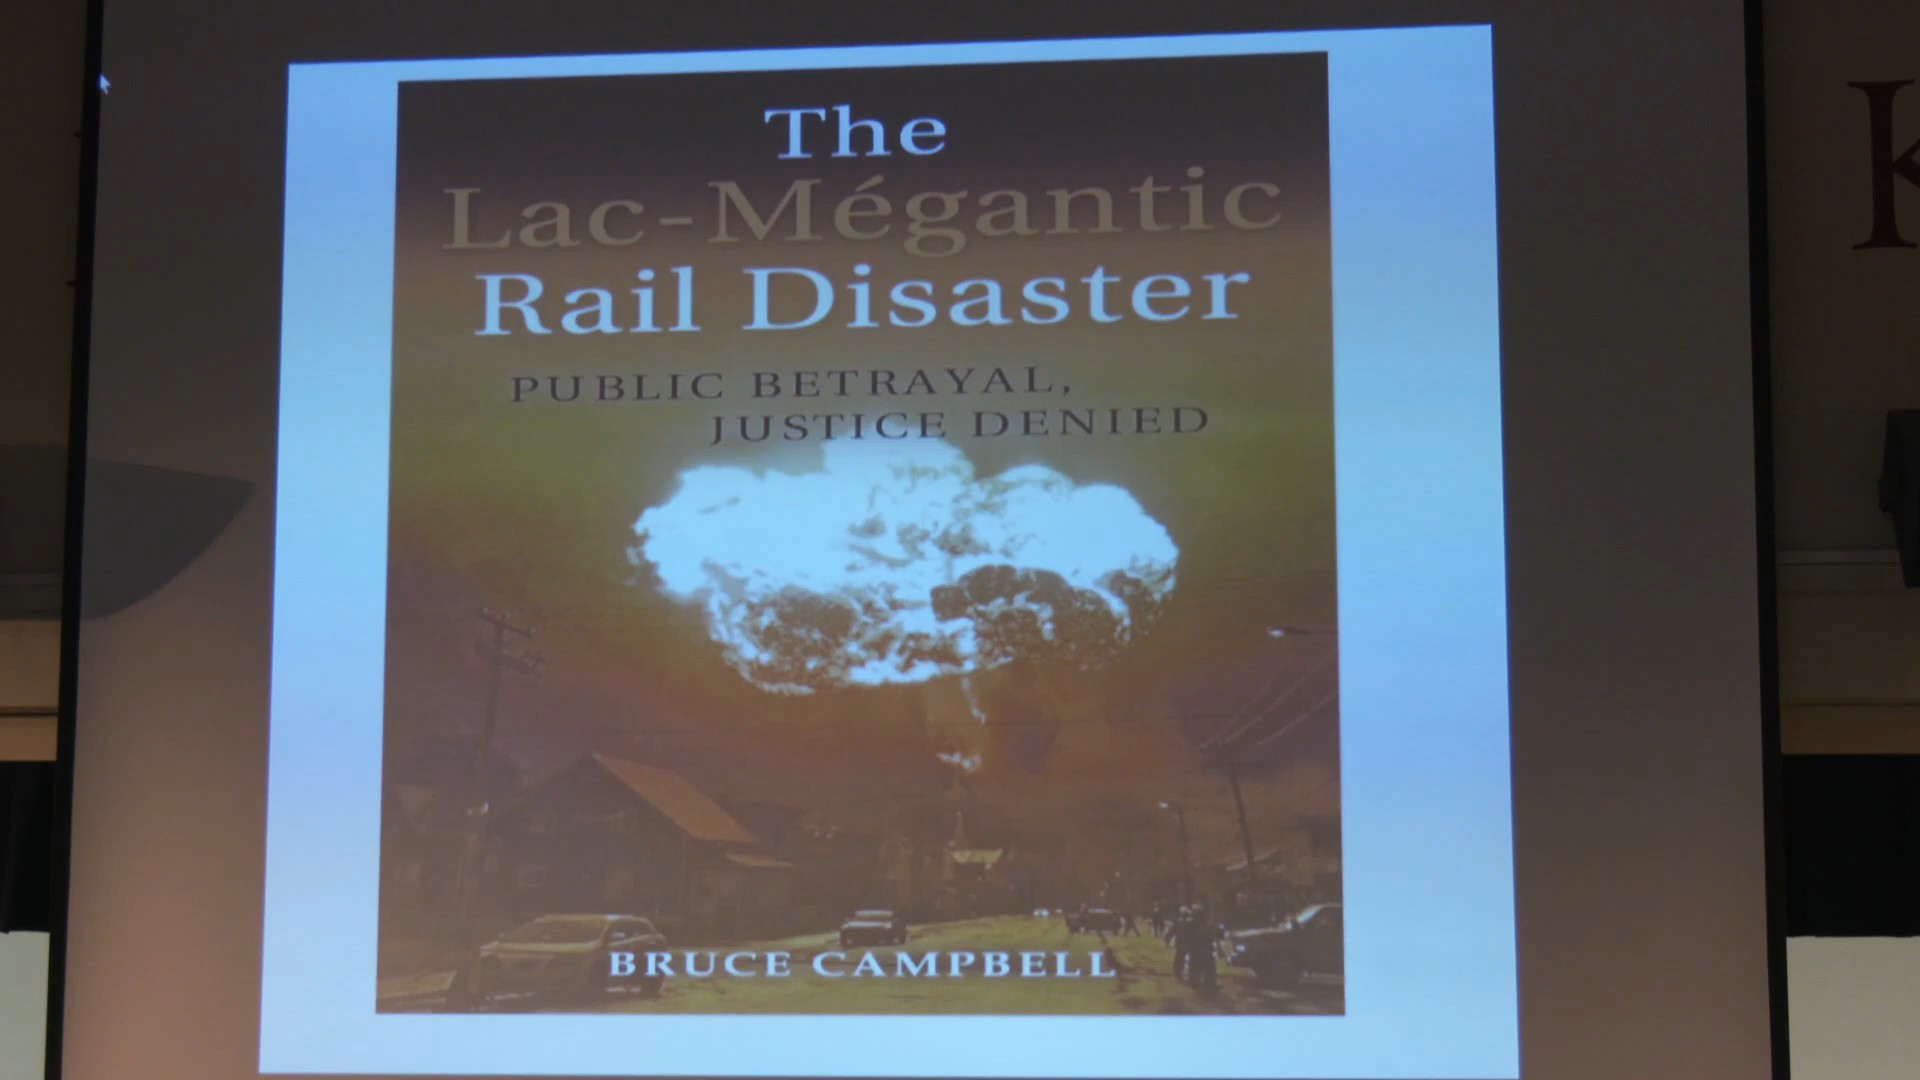 The
Lac-Mégantic
Rail Disaster
PUBLIC BETRAYAL,
JUSTICE DENIED
BRUCE CAMPBELL
K